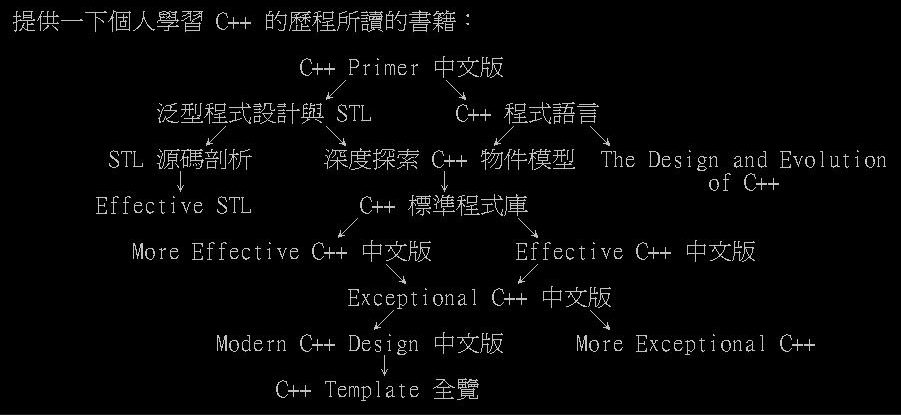 提供一下個人學習 C++ 的歷程所讀的書籍：
C++ Primer 中文版
泛型程式設計與 STL C++ 程式語言
STL 源碼剖析 深度探索 C++ 物件模型 The Design and Evolution
of C++
Effective STL C++ 標準程式庫
More Effective C++ 中文版 Effective C++ 中文版
Exceptional C++ 中文版
Modern C++ Design 中文版 More Exceptional C++
C++ Template 全覽